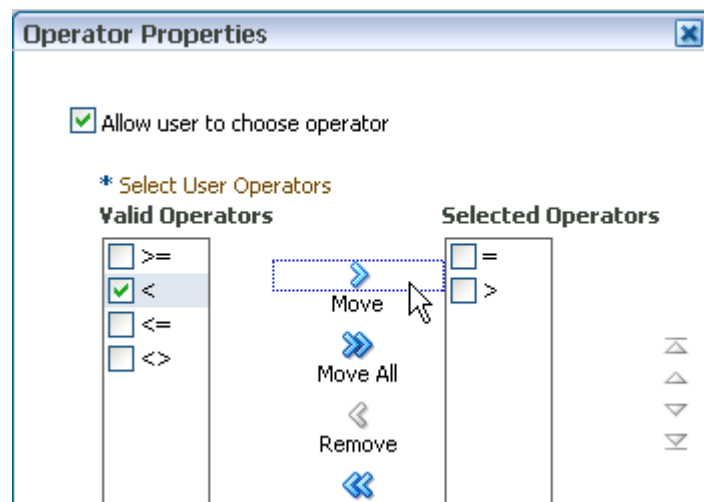 Operator Properties
Allow user to choose operator
* Select User Operators
Valid Operators
Selected Operators
>=
<
<=
<>
Move
Move All
Remove
=
>